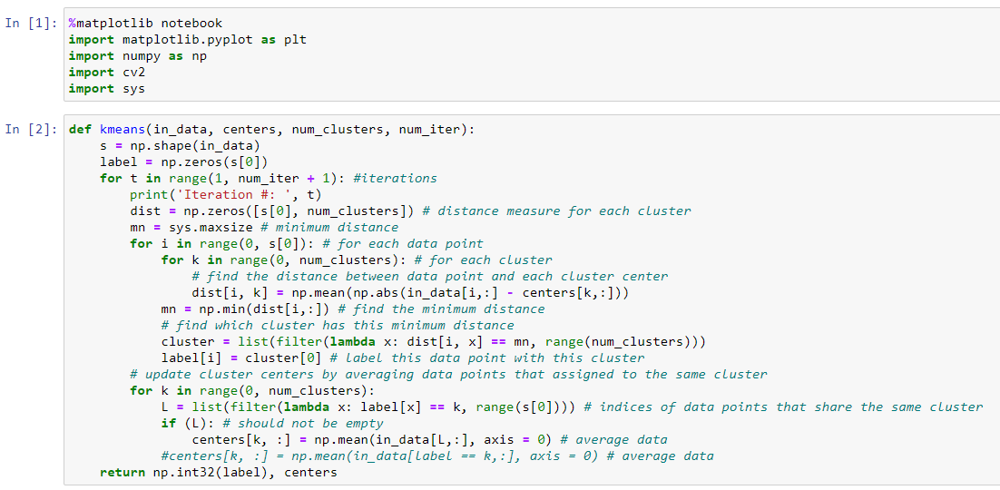 In [1]: %matplotlib notebook
import matplotlib.pyplot as plt
import numpy as np
import cv2
import sys
In [2]: def kmeans(in_data, centers, num_clusters, num_iter):
    s = np.shape(in_data)
    label = np.zeros(s[0])
    for t in range(1, num_iter + 1): #iterations
        print('Iteration #: ', t)
        dist = np.zeros([s[0], num_clusters]) # distance measure for each cluster
        mn = sys.maxsize # minimum distance
        for i in range(0, s[0]): # for each data point
            for k in range(0, num_clusters): # for each cluster
                # find the distance between data point and each cluster center
                dist[i, k] = np.mean(np.abs(in_data[i,:] - centers[k,:]))
            mn = np.min(dist[i,:]) # find the minimum distance
            # find which cluster has this minimum distance
            cluster = list(filter(lambda x: dist[i, x] == mn, range(num_clusters)))
            label[i] = cluster[0] # label this data point with this cluster
        # update cluster centers by averaging data points that assigned to the same cluster
        for k in range(0, num_clusters):
            L = list(filter(lambda x: label[x] == k, range(s[0]))) # indices of data points that share the same cluster
            if (L): # should not be empty
                centers[k, :] = np.mean(in_data[L,:], axis = 0) # average data
            #centers[k, :] = np.mean(in_data[label == k,:], axis = 0) # average data
    return np.int32(label), centers